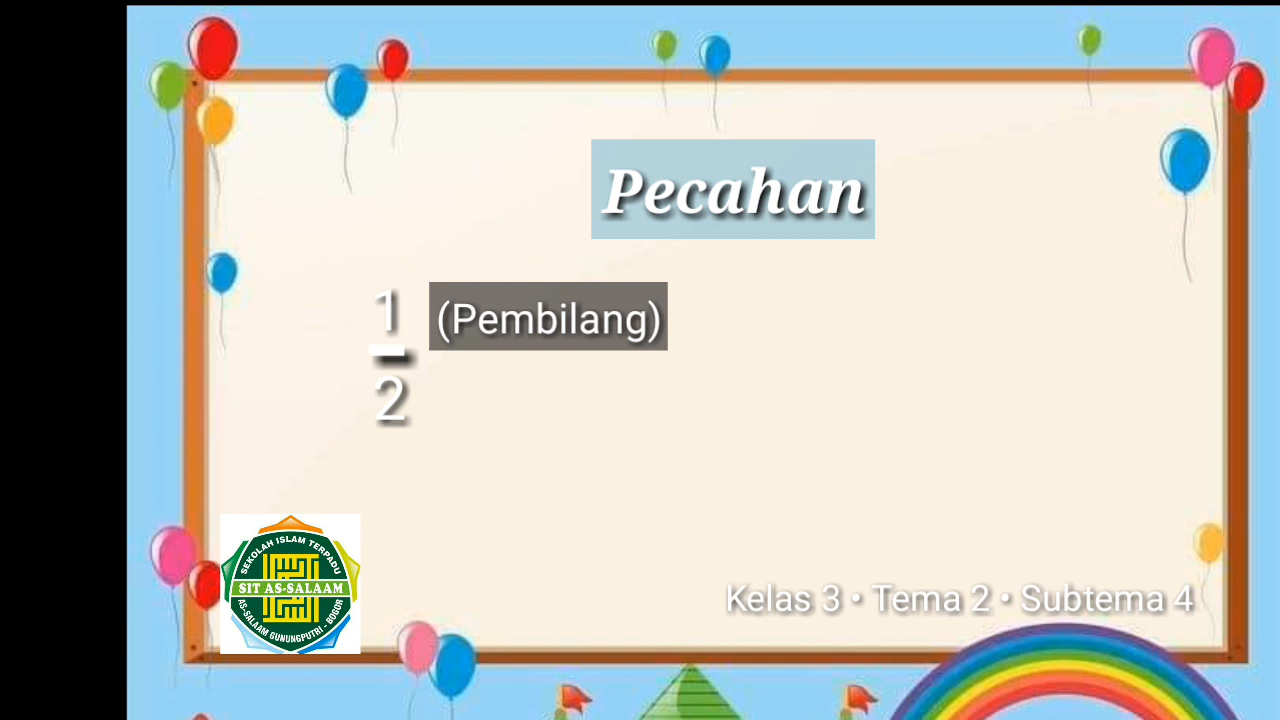 Pecahan
1
2
(Pembilang)
SEKOLAH ISLAM TERPADU
SIT AS-SALAAM
AS-SALAAM GUNUNGPUTRI - BOGOR
Kelas 3 • Tema 2 • Subtema 4